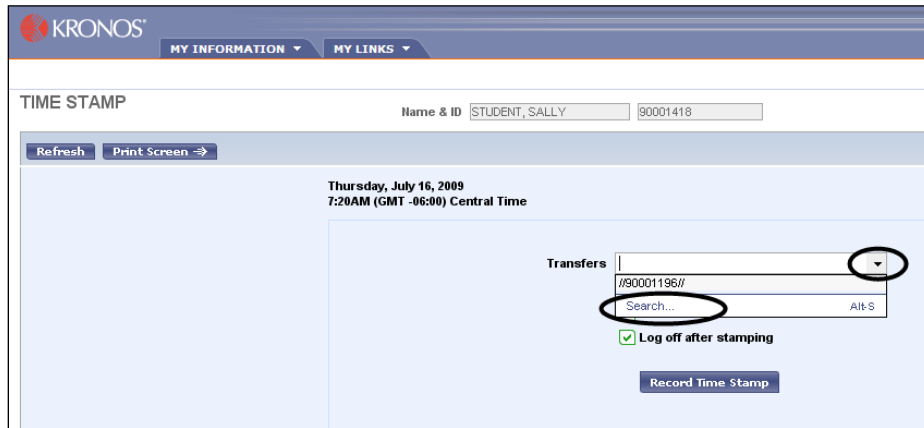 KRONOS®
MY INFORMATION MY LINKS
TIME STAMP
Name & ID STUDENT, SALLY 90001418
Refresh Print Screen
Thursday, July 16, 2009
7:20AM (GMT -06:00) Central Time
Transfers
//90001196//
Search... Alt-S
Log off after stamping
Record Time Stamp